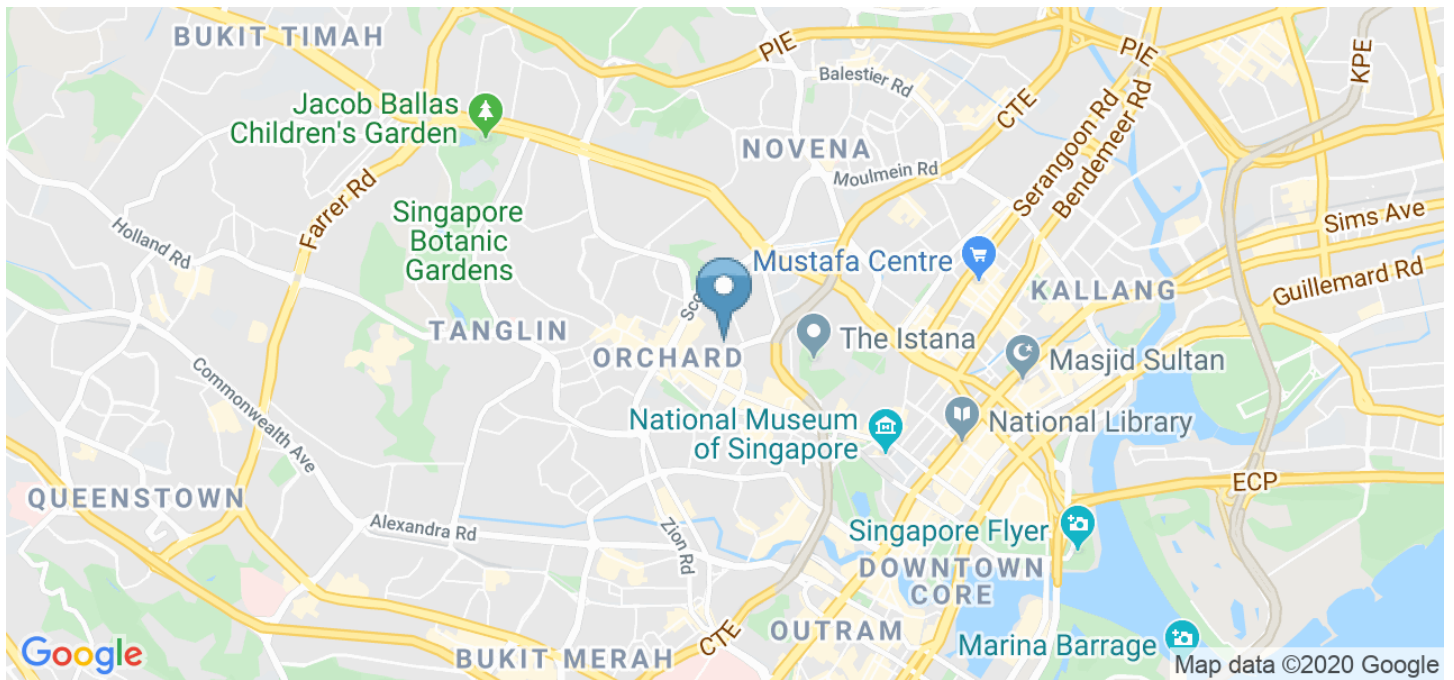 BUKIT TIMAH
PIE
PIE
KPE
Balestier Rd
Jacob Ballas
Children's Garden
CTE
Serangoon Rd
Bendemeer Rd
NOVENA
Moulmein Rd
Farrer Rd
Holland Rd
Singapore
Botanic
Gardens
Sims Ave
Mustafa Centre
Guillemard Rd
KALLANG
TANGLIN
ORCHARD
The Istana
Masjid Sultan
Commonwealth Ave
National Museum
of Singapore
National Library
QUEENSTOWN
ECP
Alexandra Rd
Zion Rd
Singapore Flyer
DOWNTOWN
CORE
OUTRAM
CTE
Marina Barrage
BUKIT MERAH
Google
Map data ©2020 Google